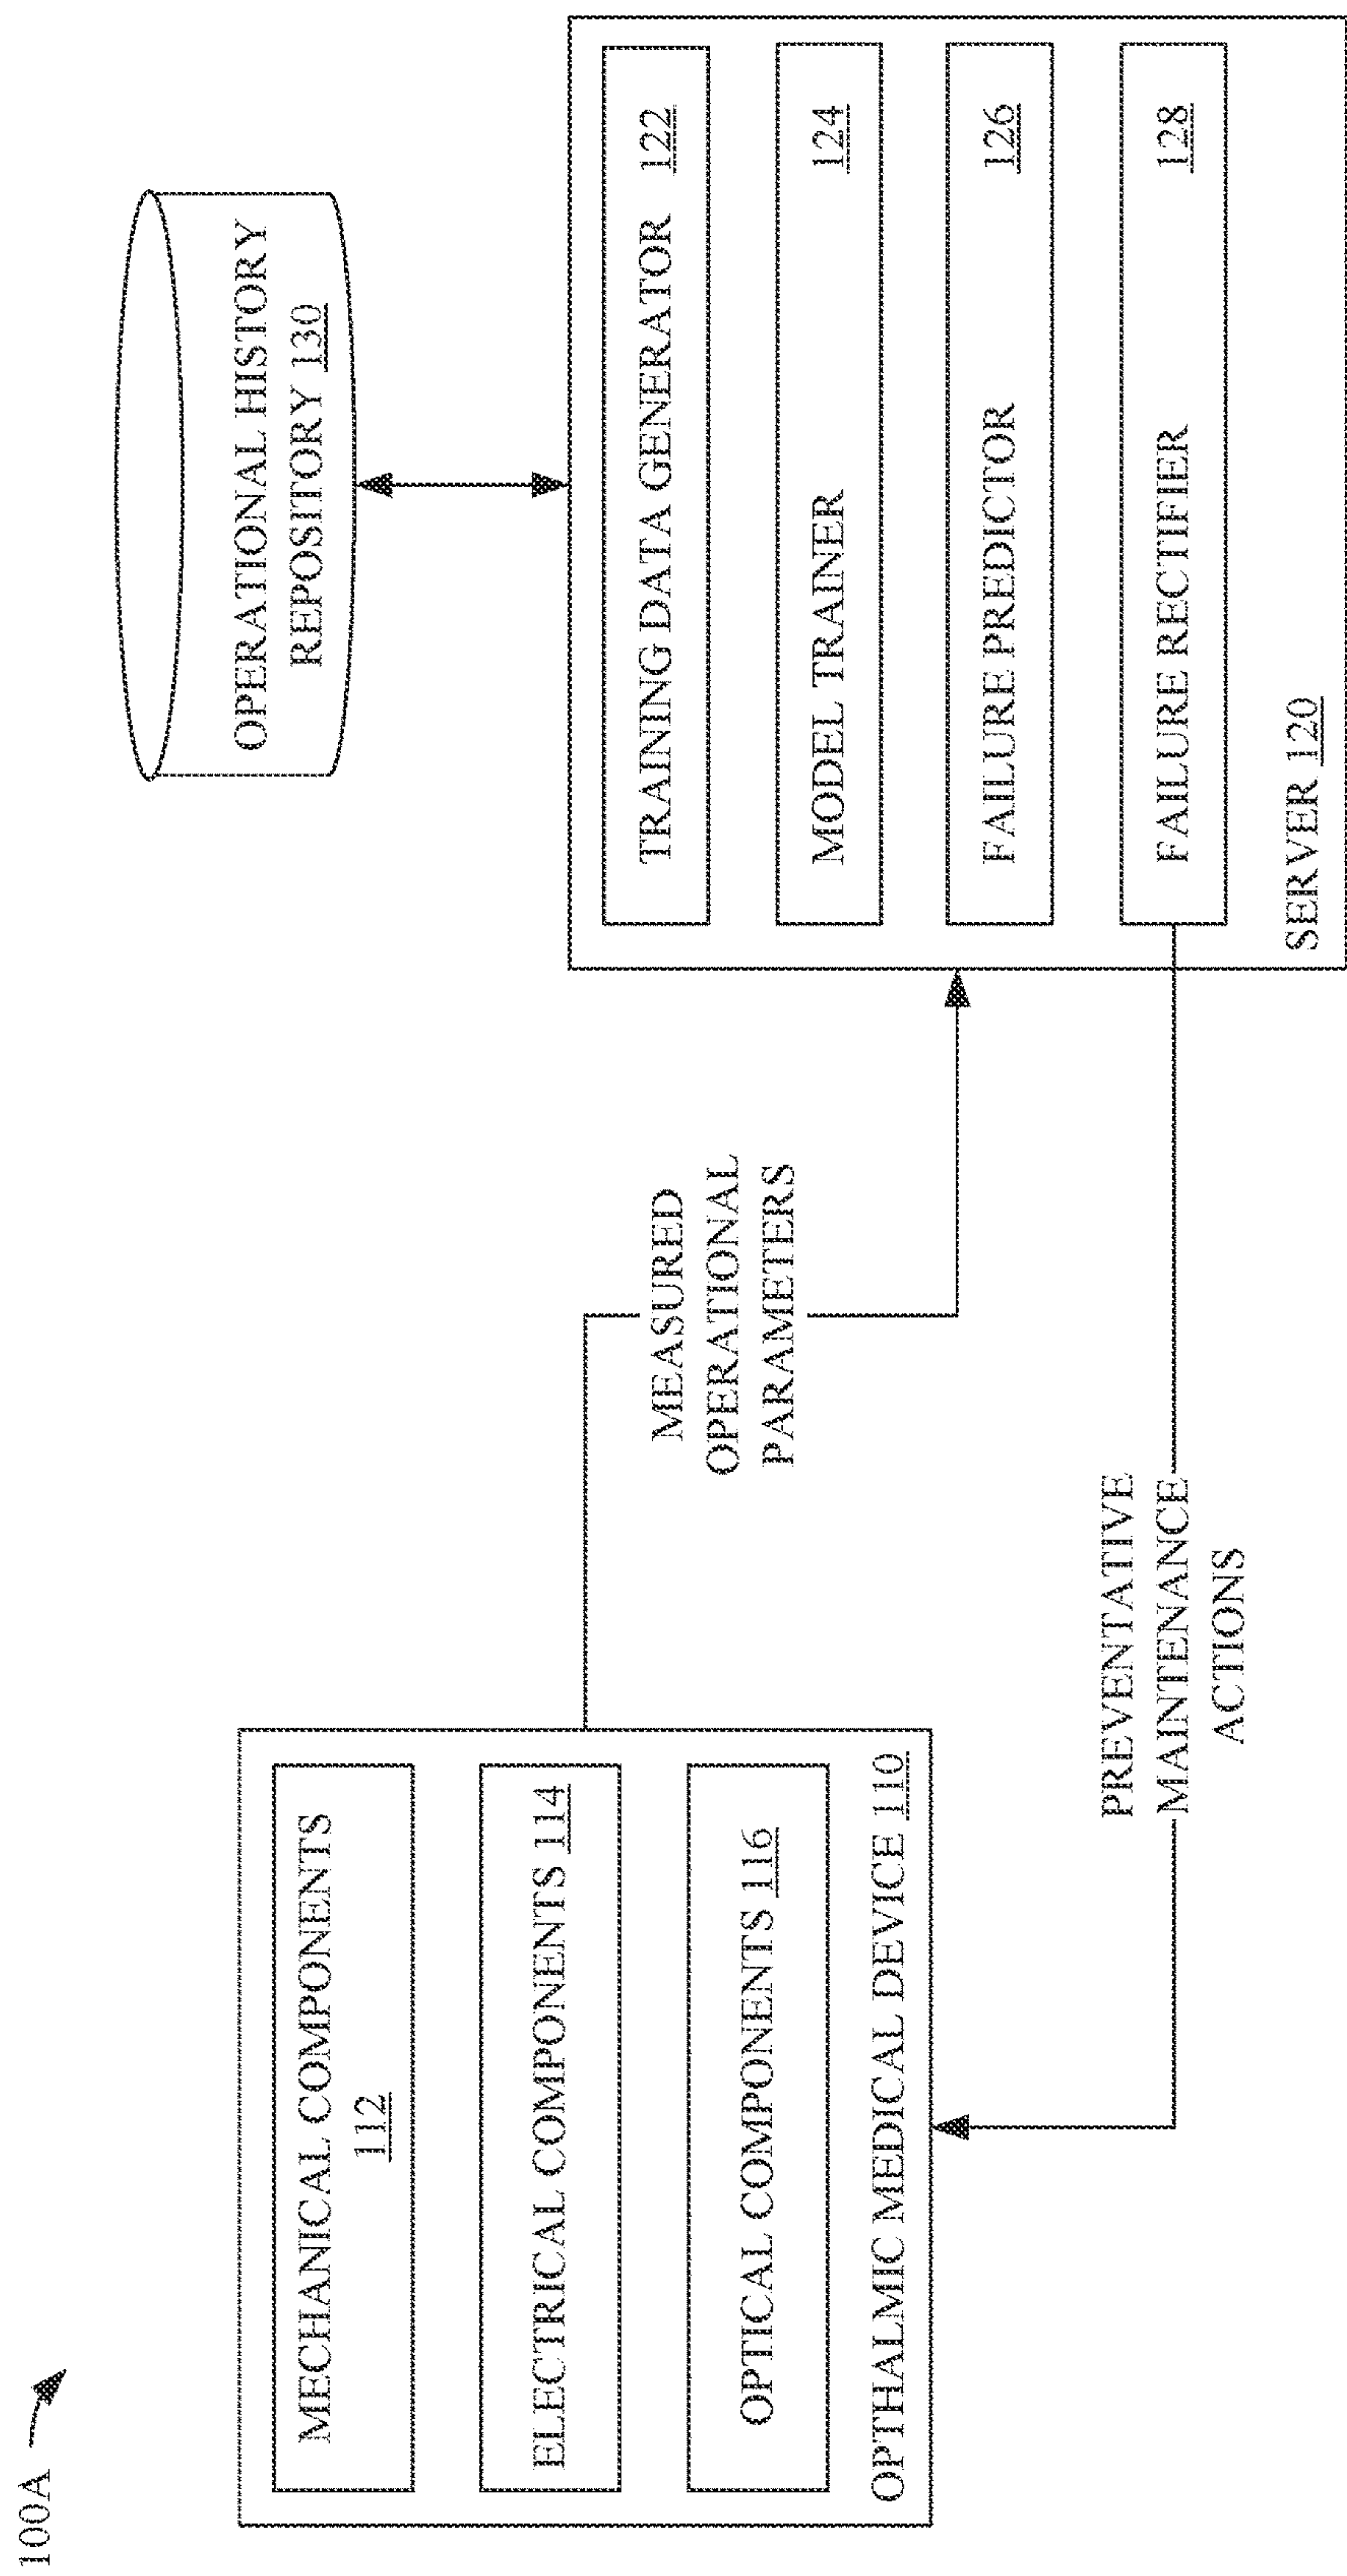 100A
MECHANICAL COMPONENTS
112
ELECTRICAL COMPONENTS 114
OPTICAL COMPONENTS 116
OPTHALMIC MEDICAL DEVICE 110
MEASURED
OPERATIONAL
PARAMETERS
PREVENTATIVE
MAINTENANCE
ACTIONS
OPERATIONAL HISTORY
REPOSITORY 130
TRAINING DATA GENERATOR 122
MODEL TRAINER 124
FAILURE PREDICTOR 126
FAILURE RECTIFIER 128
SERVER 120